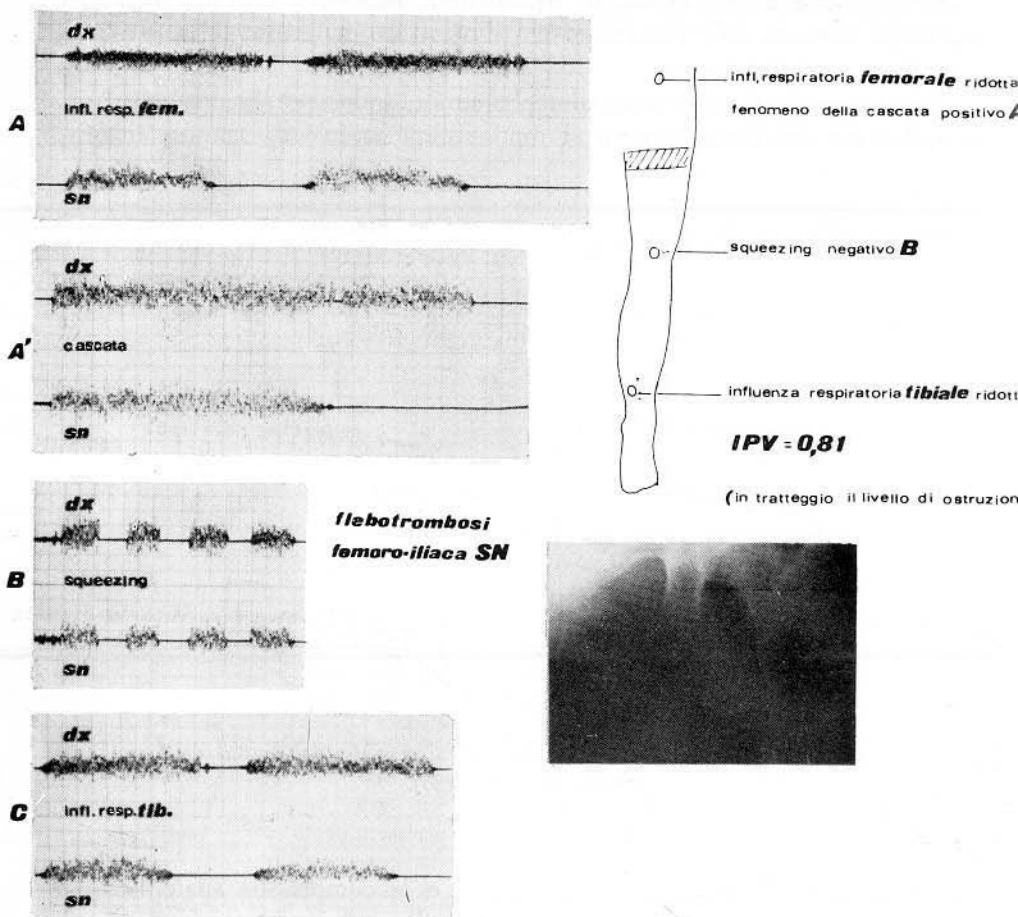 dx
A
infl. resp. fem.
sn
dx
A'
cascata
sn
dx
B
squeezing
sn
dx
C
infl. resp. tib.
sn
infl. respiratoria femorale ridotta
fenomeno della cascata positivo A
squeezing negativo B
influenza respiratoria tibiale ridott
IPV = 0,81
(in tratteggio il livello di ostruzion
flebotrombosi
femoro-iliaca SN